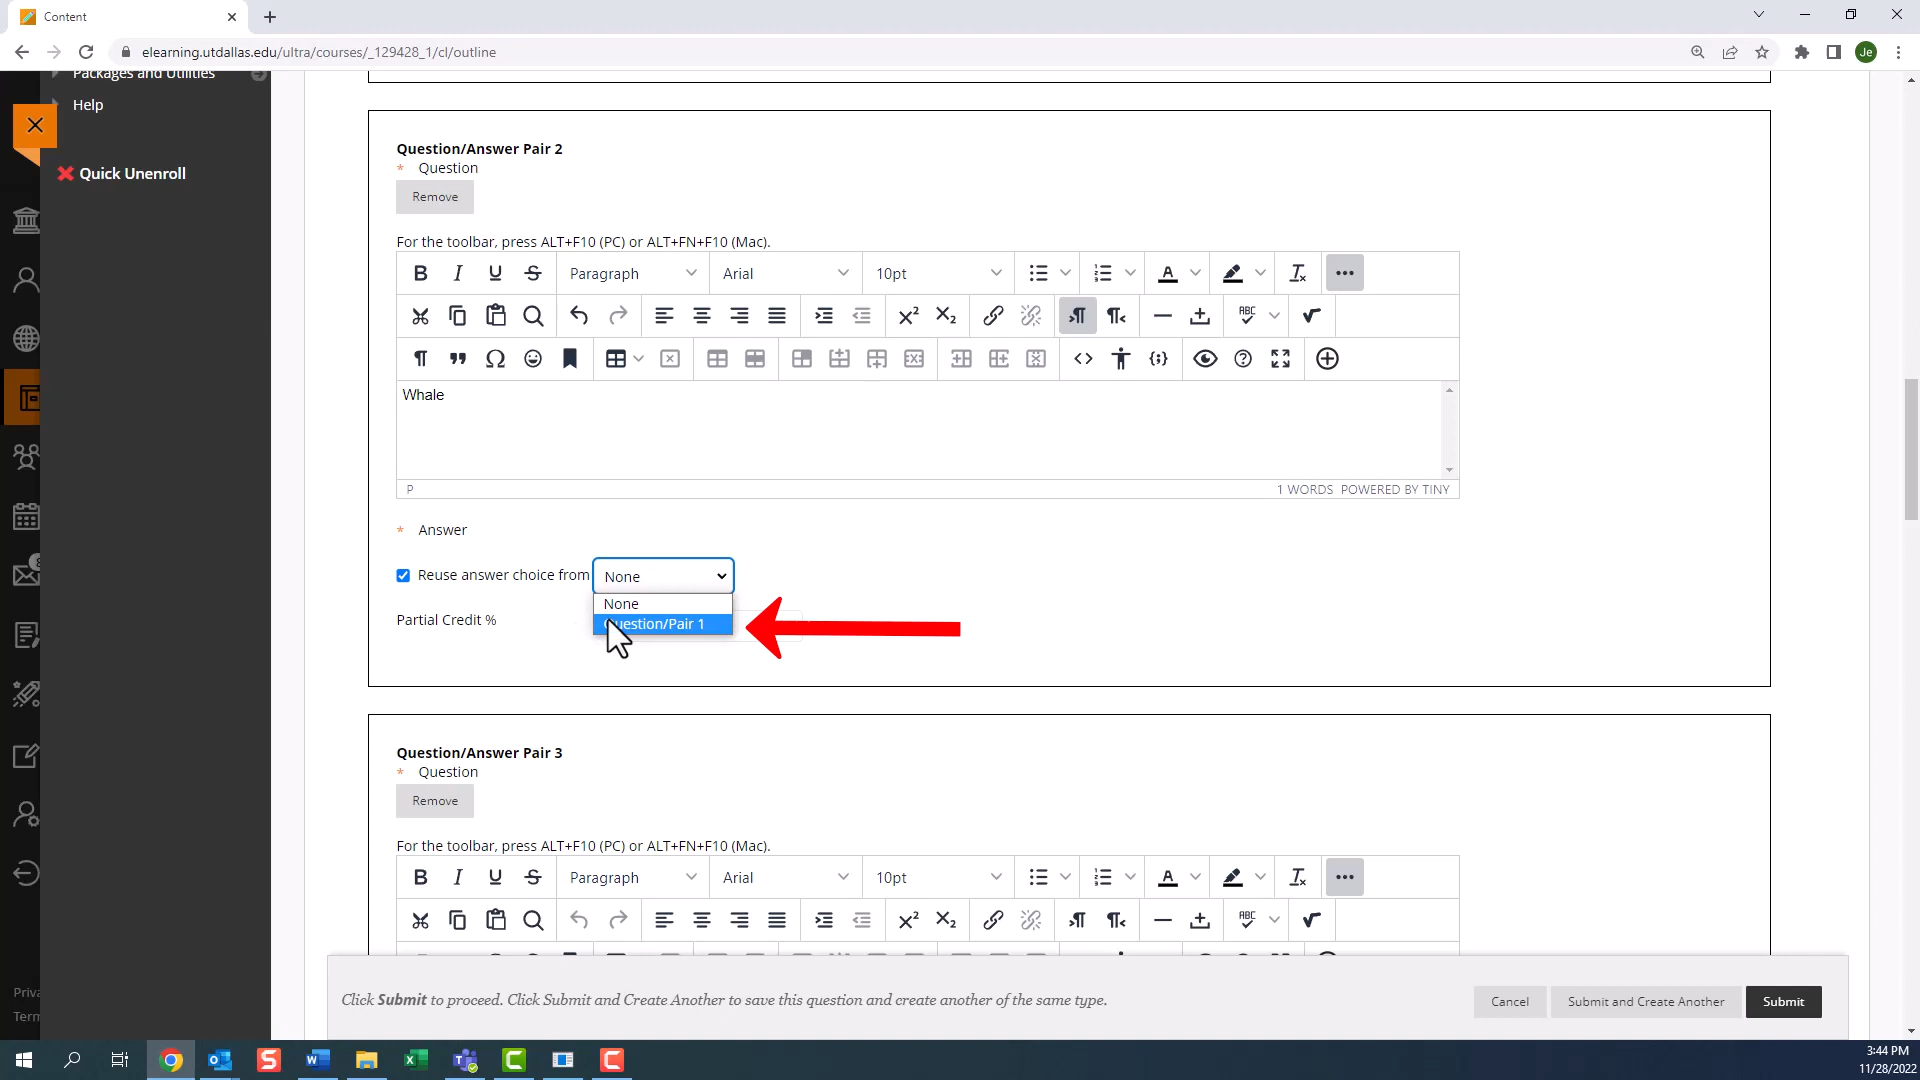 Content
elearning.utdallas.edu/ultra/courses/_129428_1/cl/outline
Je
Packages and Utilities
Help
Quick Unenroll
Question/Answer Pair 2
* Question
Remove
For the toolbar, press ALT+F10 (PC) or ALT+FN+F10 (Mac).
Paragraph Arial 10pt
Whale
P 1 WORDS POWERED BY TINY
* Answer
Reuse answer choice from None
None
Question/Pair 1
Partial Credit %
Question/Answer Pair 3
* Question
Remove
For the toolbar, press ALT+F10 (PC) or ALT+FN+F10 (Mac).
Paragraph Arial 10pt
Click Submit to proceed. Click Submit and Create Another to save this question and create another of the same type.
Cancel Submit and Create Another Submit
Priva
Term
3:44 PM
11/28/2022